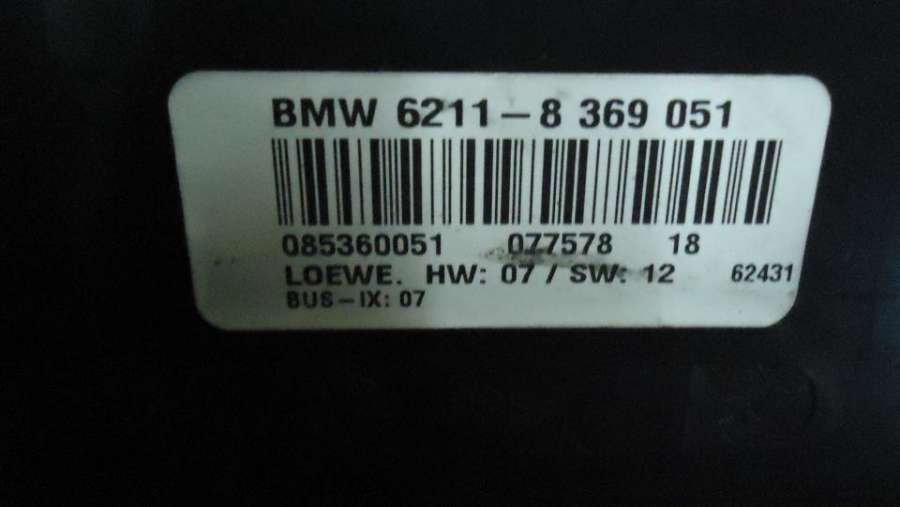 BMW 6211-8 369 051
085360051 077578 18
LOEWE. HW: 07 / SW: 12 62431
BUS-IX: 07